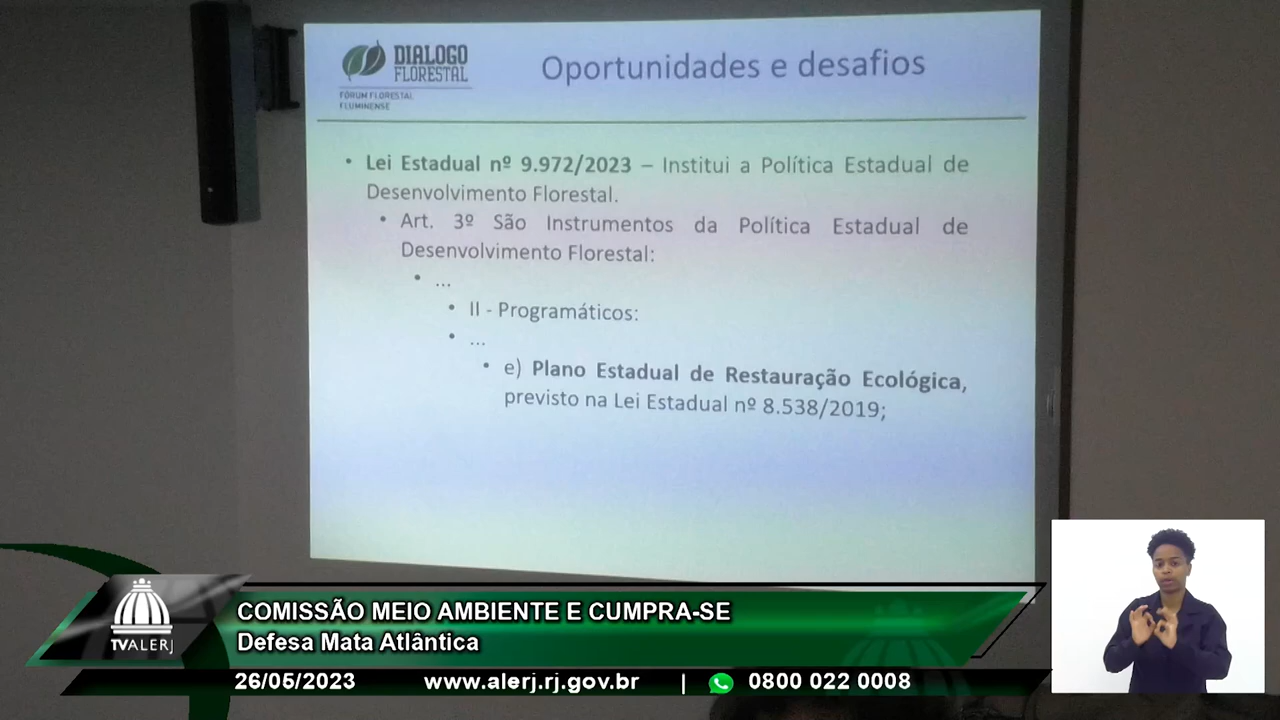 DIALOGO
FLORESTAL
FÓRUM FLORESTAL
FLUMINENSE
Oportunidades e desafios
• Lei Estadual nº 9.972/2023 – Institui a Política Estadual de
Desenvolvimento Florestal.
• Art. 3º São Instrumentos da Política Estadual de
Desenvolvimento Florestal:
• ...
• II - Programáticos:
• ...
• e) Plano Estadual de Restauração Ecológica,
previsto na Lei Estadual nº 8.538/2019;
TVALERJ
COMISSÃO MEIO AMBIENTE E CUMPRA-SE
Defesa Mata Atlântica
26/05/2023 www.alerj.rj.gov.br | 0800 022 0008